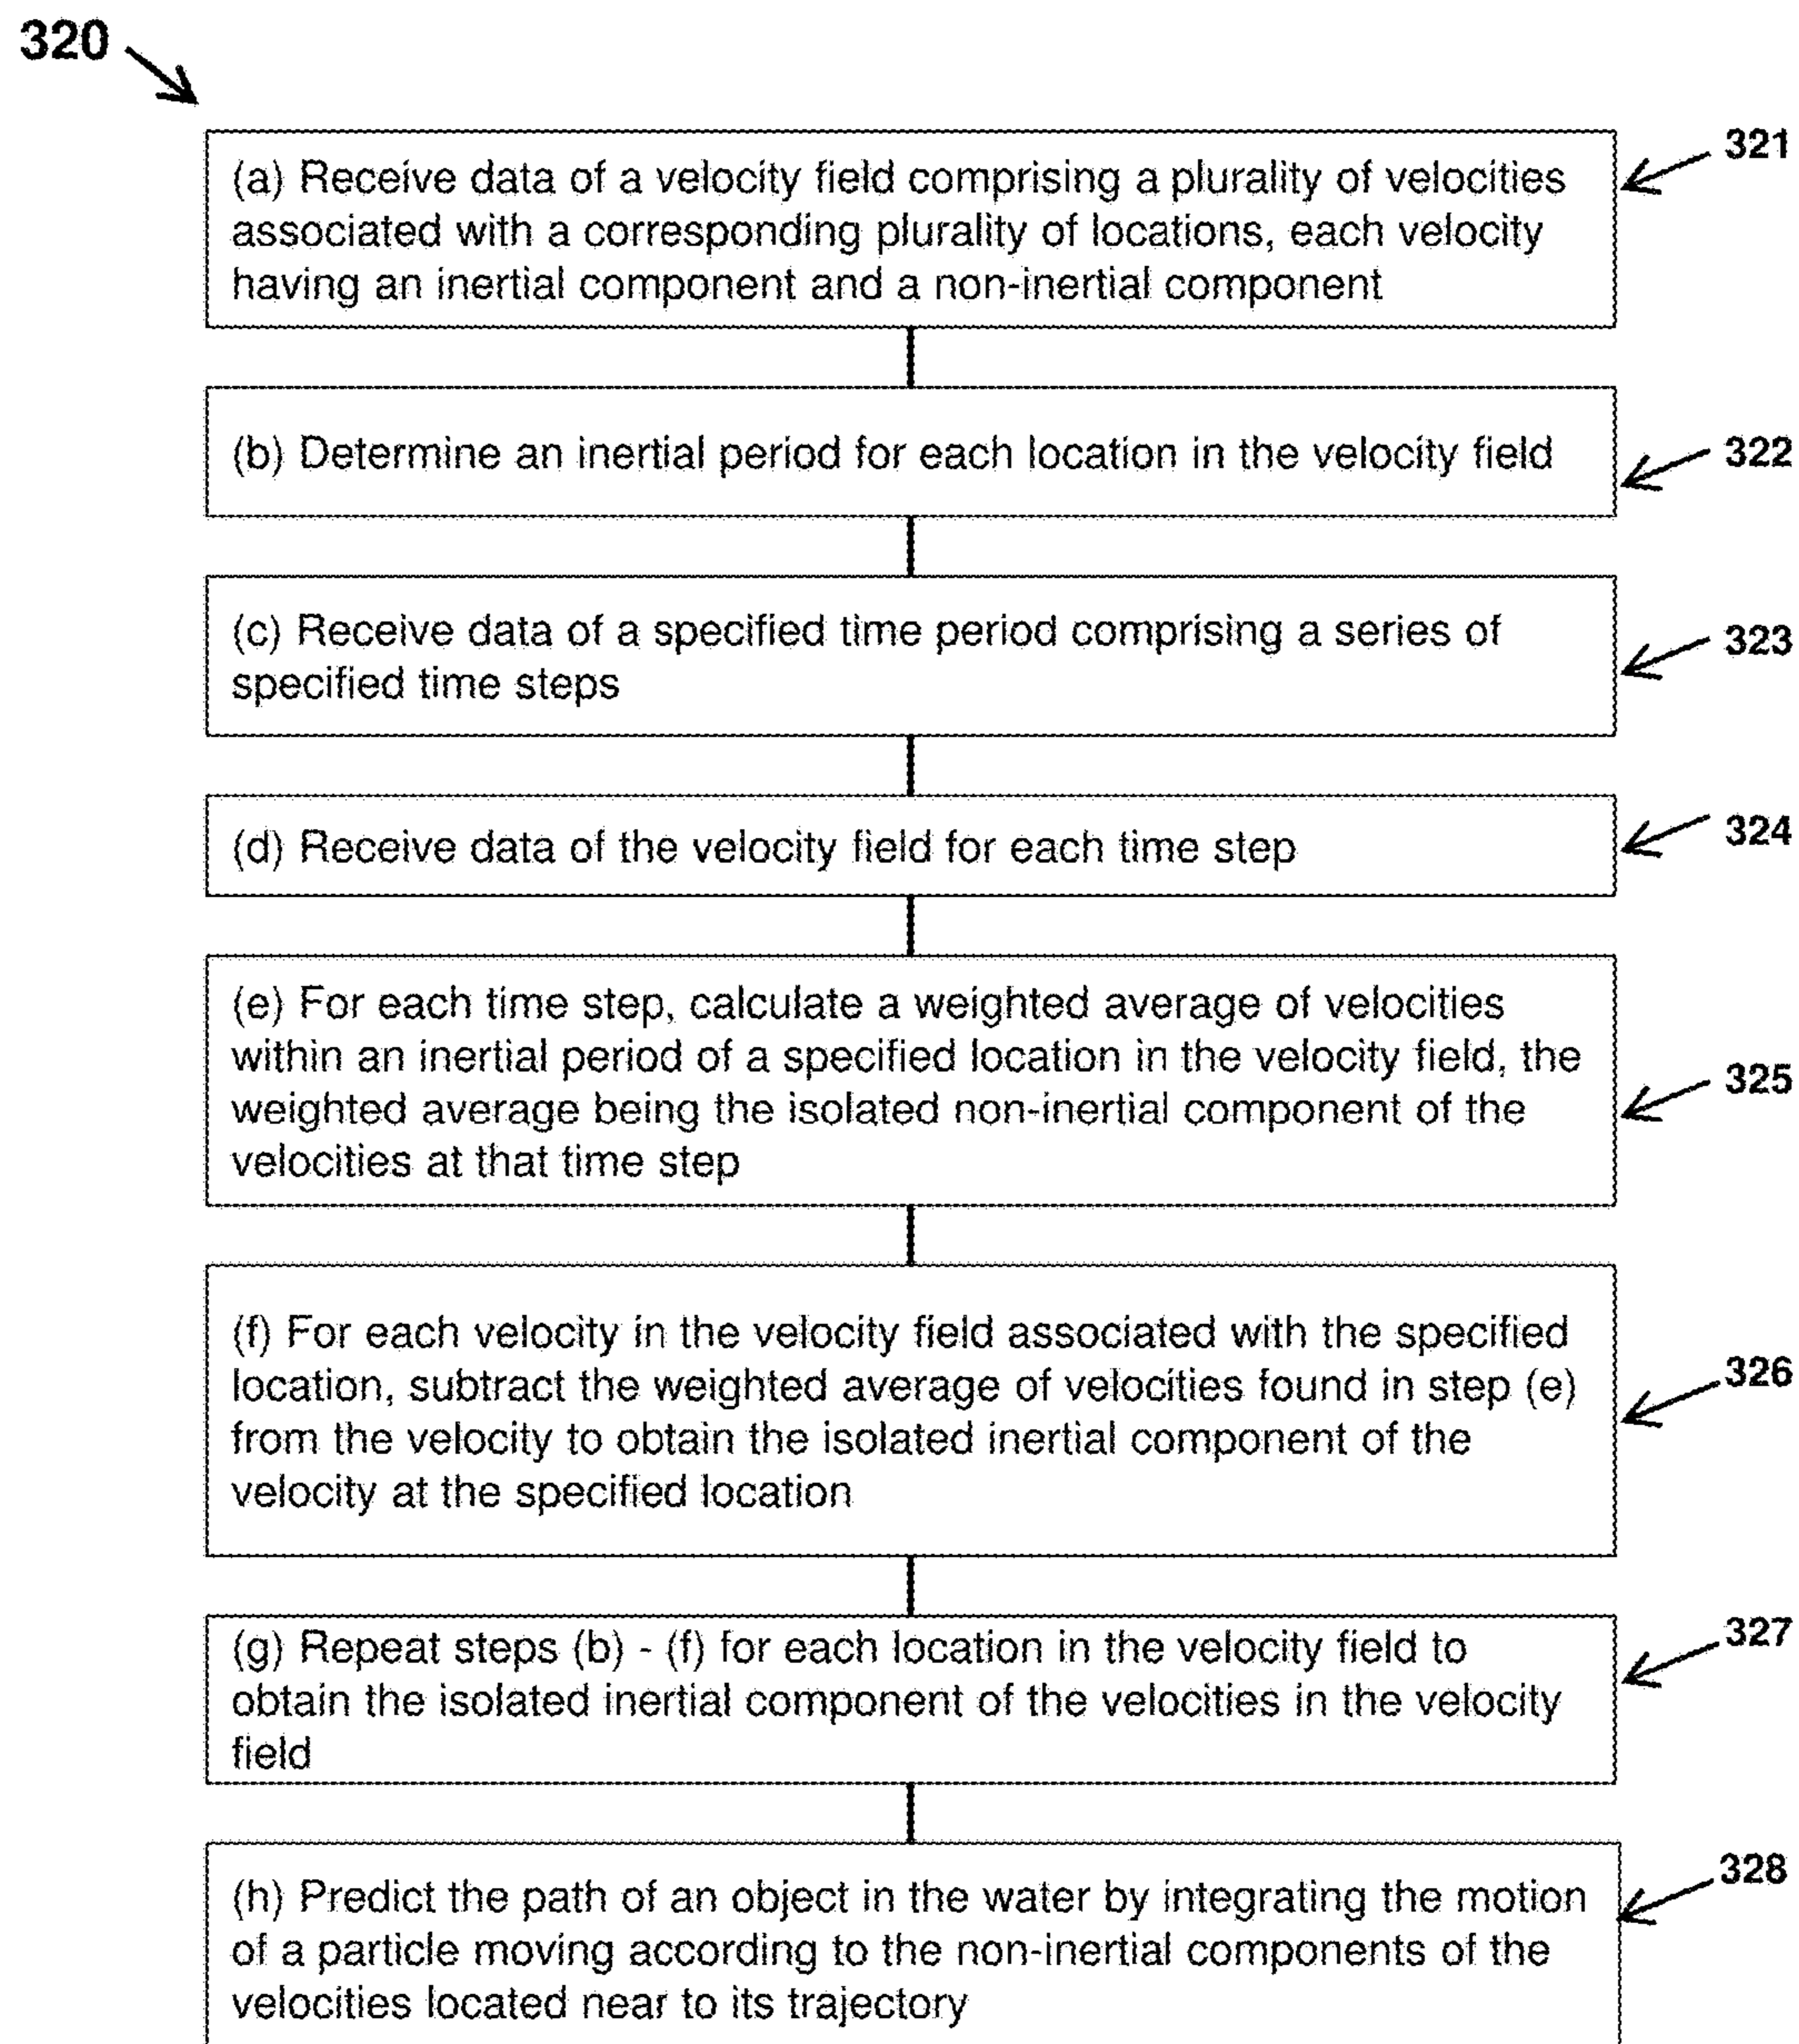 320
(a) Receive data of a velocity field comprising a plurality of velocities
associated with a corresponding plurality of locations, each velocity
having an inertial component and a non-inertial component
321
(b) Determine an inertial period for each location in the velocity field
322
(c) Receive data of a specified time period comprising a series of
specified time steps
323
(d) Receive data of the velocity field for each time step
324
(e) For each time step, calculate a weighted average of velocities
within an inertial period of a specified location in the velocity field, the
weighted average being the isolated non-inertial component of the
velocities at that time step
325
(f) For each velocity in the velocity field associated with the specified
location, subtract the weighted average of velocities found in step (e)
from the velocity to obtain the isolated inertial component of the
velocity at the specified location
326
(g) Repeat steps (b) - (f) for each location in the velocity field to
obtain the isolated inertial component of the velocities in the velocity
field
327
(h) Predict the path of an object in the water by integrating the motion
of a particle moving according to the non-inertial components of the
velocities located near to its trajectory
328